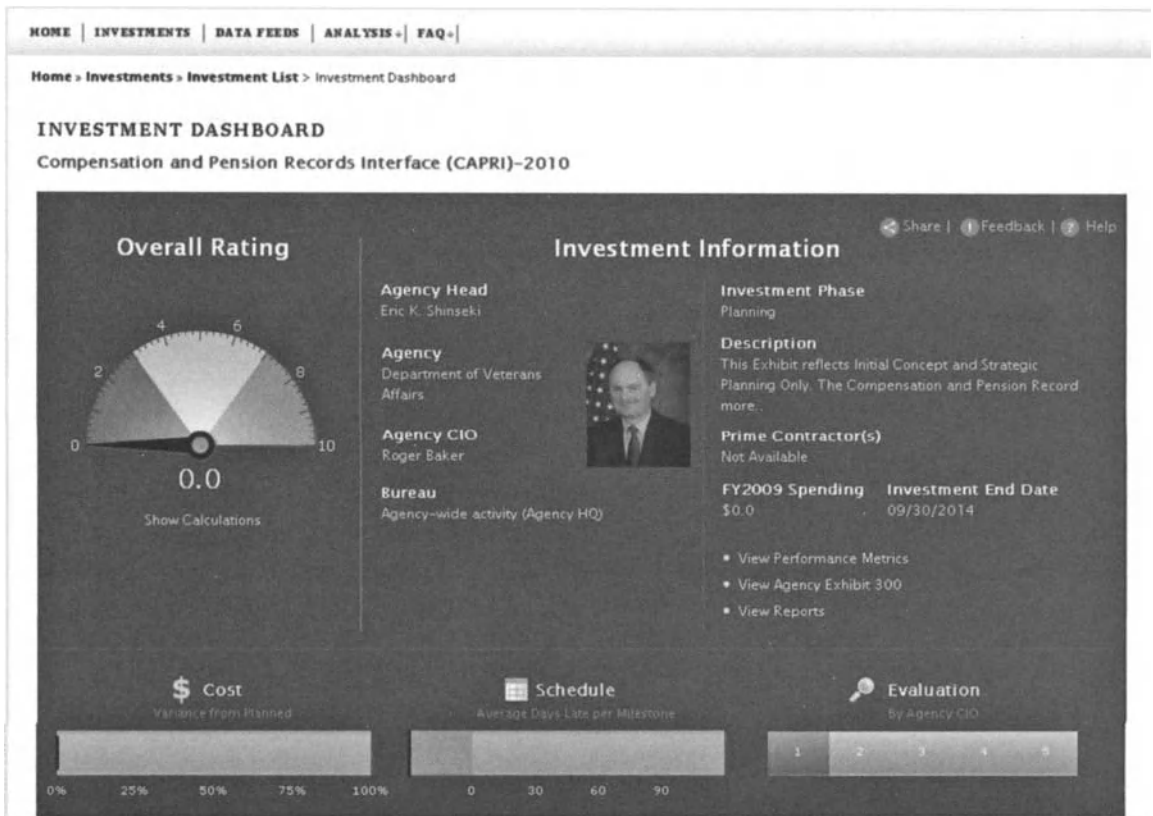 HOME | INVESTMENTS | DATA FEEDS | ANALYSIS+| FAQ+|
Home » Investments » Investment List > Investment Dashboard
INVESTMENT DASHBOARD
Compensation and Pension Records Interface (CAPRI)-2010
Share | Feedback | Help
Overall Rating
0 2 4 6 8 10
0.0
Show Calculations
Investment Information
Agency Head
Eric K. Shinseki
Agency
Department of Veterans
Affairs
Agency CIO
Roger Baker
Bureau
Agency-wide activity (Agency HQ)
Investment Phase
Planning
Description
This Exhibit reflects Initial Concept and Strategic
Planning Only. The Compensation and Pension Record
more..
Prime Contractor(s)
Not Available
FY2009 Spending Investment End Date
$0.0 09/30/2014
• View Performance Metrics
• View Agency Exhibit 300
• View Reports
$ Cost
Variance from Planned
0% 25% 50% 75% 100%
Schedule
Average Days Late per Milestone
0 30 60 90
Evaluation
By Agency CIO
1 2 3 4 5